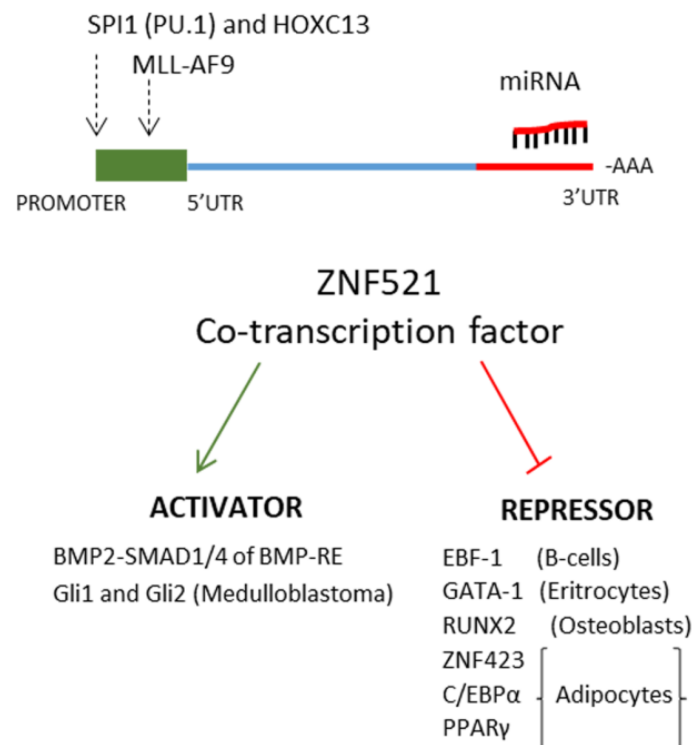 SPI1 (PU.1) and HOXC13
MLL-AF9
miRNA
-AAA
PROMOTER
5'UTR
3'UTR
ZNF521
Co-transcription factor
ACTIVATOR
BMP2-SMAD1/4 of BMP-RE
Gli1 and Gli2 (Medulloblastoma)
REPRESSOR
EBF-1 (B-cells)
GATA-1 (Eritrocytes)
RUNX2 (Osteoblasts)
ZNF423
C/EBPα Adipocytes
PPARγ